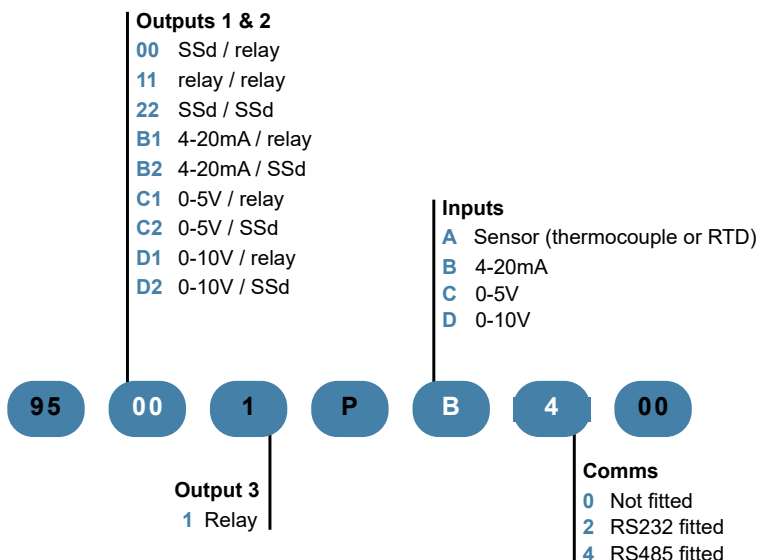 Outputs 1 & 2
00 SSd / relay
11 relay / relay
22 SSd / SSd
B1 4-20mA / relay
B2 4-20mA / SSd
C1 0-5V / relay
C2 0-5V / SSd
D1 0-10V / relay
D2 0-10V / SSd
Inputs
A Sensor (thermocouple or RTD)
B 4-20mA
C 0-5V
D 0-10V
95 00 1 P B 4 00
Output 3
1 Relay
Comms
0 Not fitted
2 RS232 fitted
4 RS485 fitted